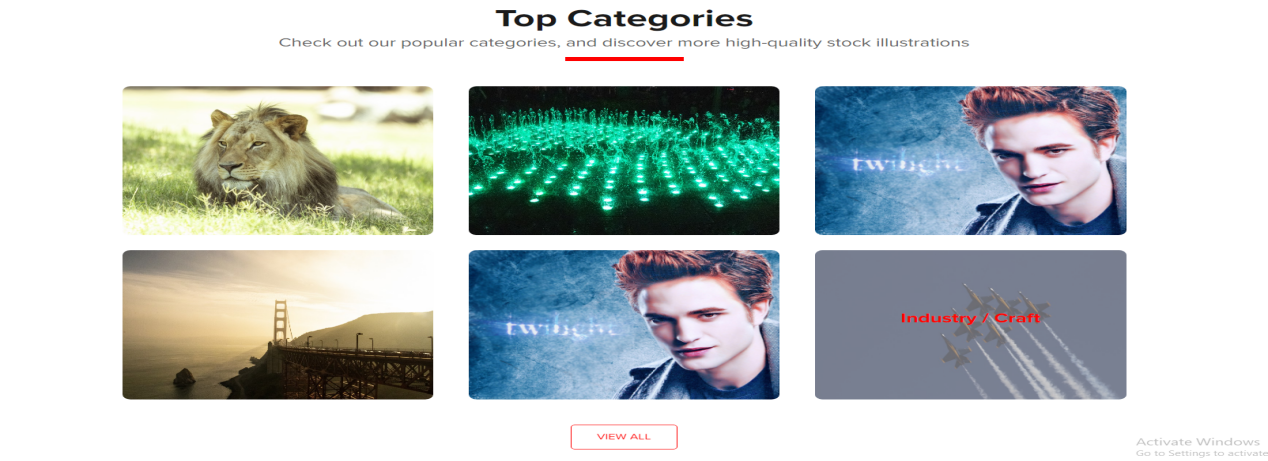 Top Categories
Check out our popular categories, and discover more high-quality stock illustrations
twilight
twilight
Industry / Craft
VIEW ALL
Activate Windows
Go to Settings to activate